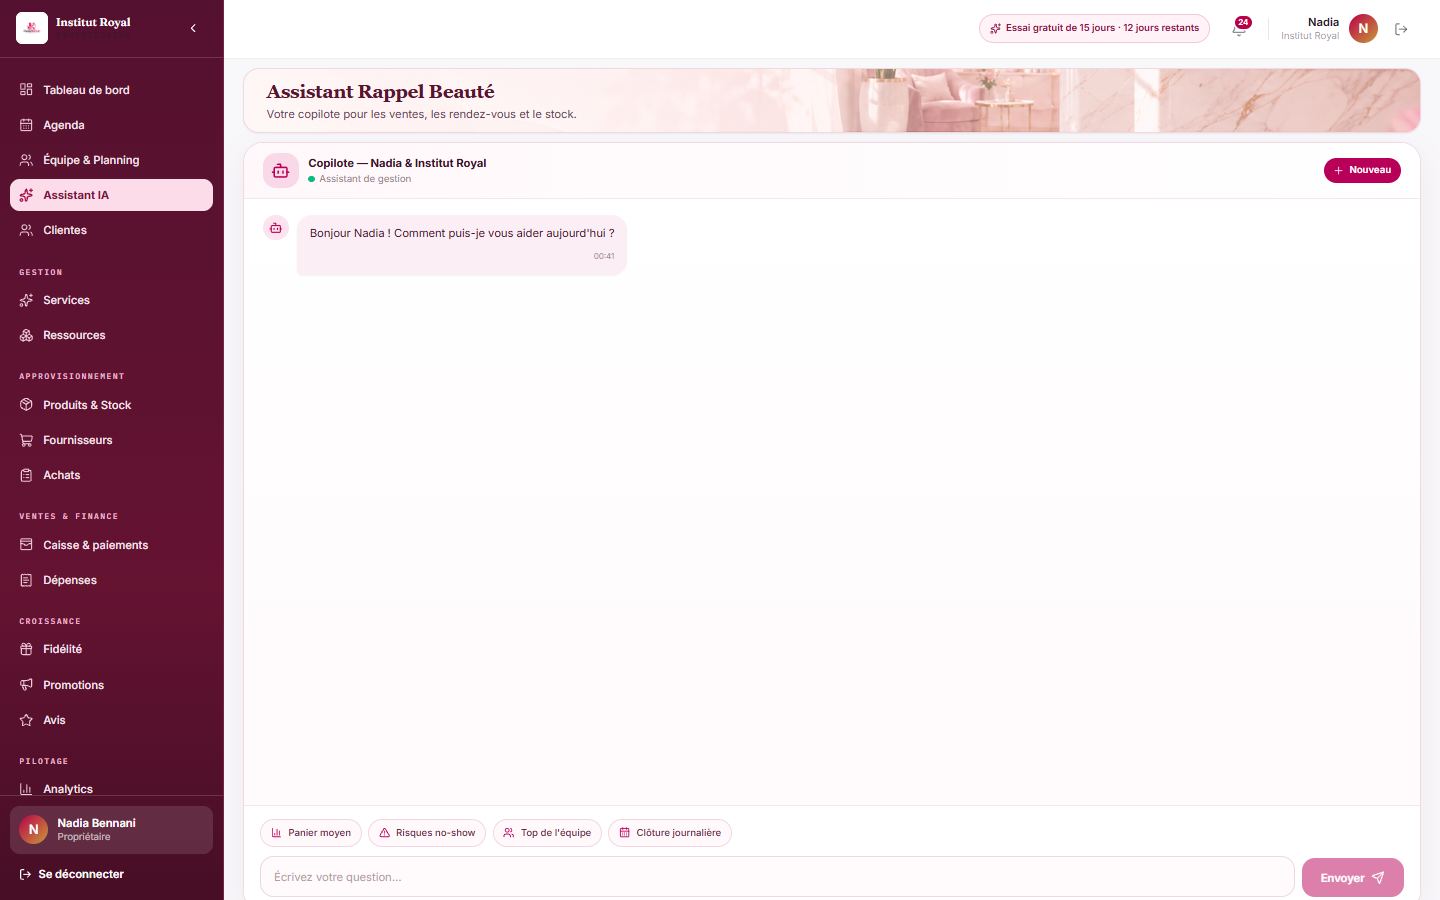 Institut Royal
Essai gratuit de 15 jours · 12 jours restants
24
Nadia
Institut Royal
N
Tableau de bord
Agenda
Équipe & Planning
Assistant IA
Clientes
GESTION
Services
Ressources
APPROVISIONNEMENT
Produits & Stock
Fournisseurs
Achats
VENTES & FINANCE
Caisse & paiements
Dépenses
CROISSANCE
Fidélité
Promotions
Avis
PILOTAGE
Analytics
N
Nadia Bennani
Propriétaire
Se déconnecter
Assistant Rappel Beauté
Votre copilote pour les ventes, les rendez-vous et le stock.
Copilote — Nadia & Institut Royal
Assistant de gestion
Nouveau
Bonjour Nadia ! Comment puis-je vous aider aujourd'hui ?
00:41
Panier moyen
Risques no-show
Top de l'équipe
Clôture journalière
Écrivez votre question...
Envoyer